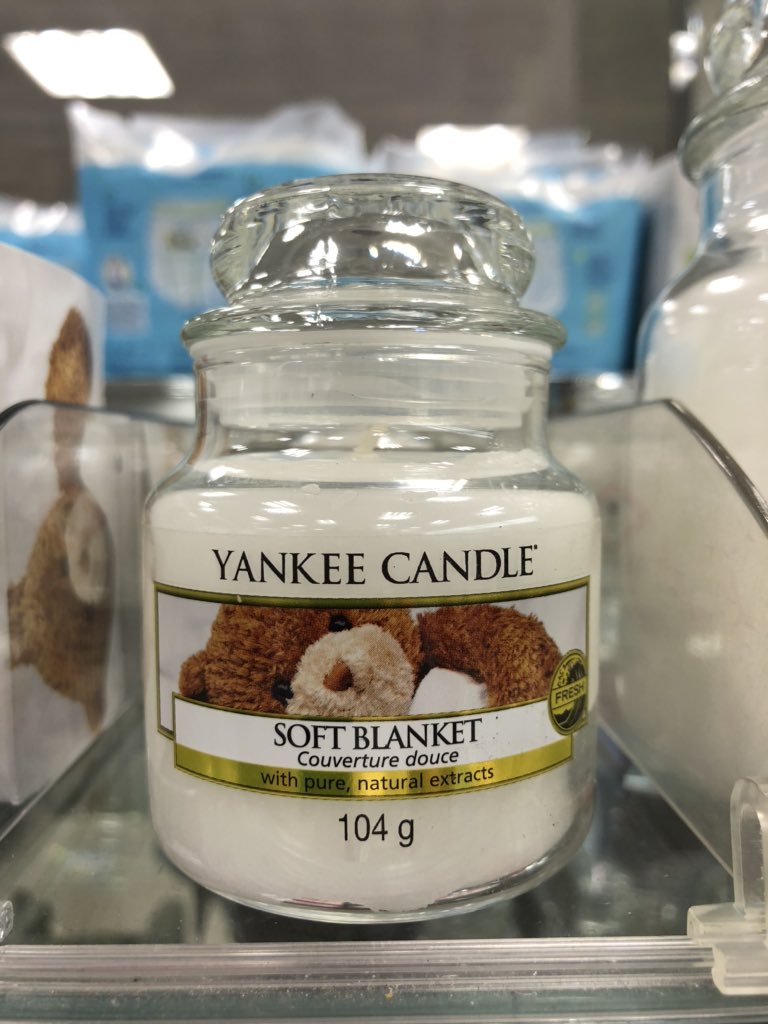 YANKEE CANDLE®
FRESH
SOFT BLANKET
Couverture douce
with pure, natural extracts
104 g